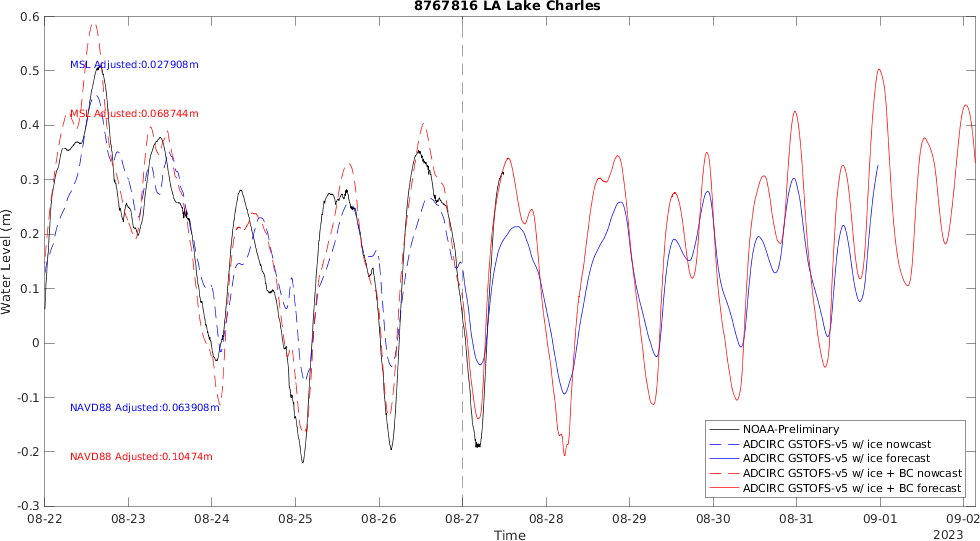 8767816 LA Lake Charles
0.6
0.5
0.4
0.3
0.2
0.1
0
-0.1
-0.2
-0.3
Water Level (m)
MSL Adjusted:0.027908m
MSL Adjusted:0.068744m
NAVD88 Adjusted:0.063908m
NAVD88 Adjusted:0.10474m
NOAA-Preliminary
ADCIRC GSTOFS-v5 w/ ice nowcast
ADCIRC GSTOFS-v5 w/ ice forecast
ADCIRC GSTOFS-v5 w/ ice + BC nowcast
ADCIRC GSTOFS-v5 w/ ice + BC forecast
08-22 08-23 08-24 08-25 08-26 08-27 08-28 08-29 08-30 08-31 09-01 09-02
Time
2023